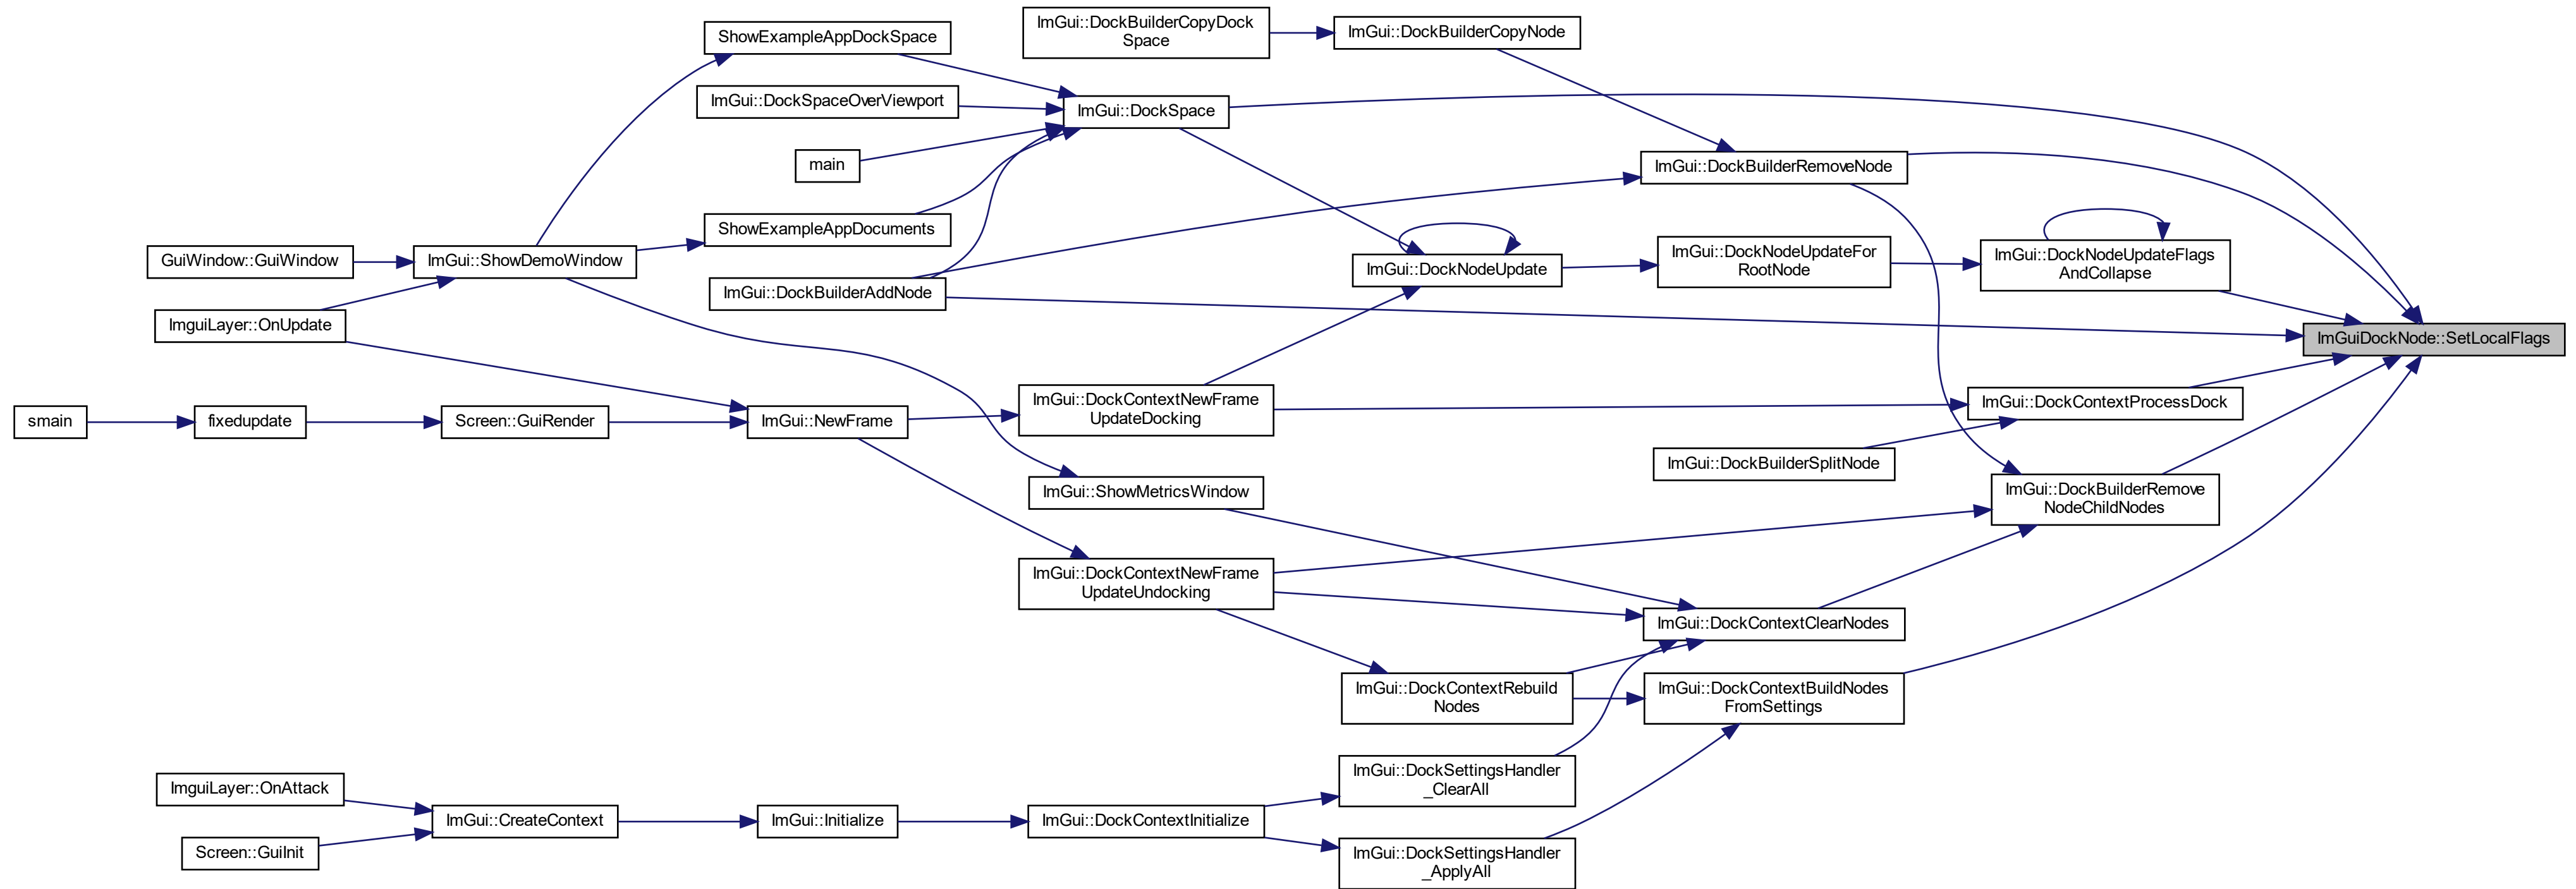 ImGui::DockBuilderCopyDock
Space
ImGui::DockBuilderCopyNode
ShowExampleAppDockSpace
ImGui::DockSpaceOverViewport
ImGui::DockSpace
main
ImGui::DockBuilderRemoveNode
ShowExampleAppDocuments
GuiWindow::GuiWindow
ImGui::ShowDemoWindow
ImGui::DockNodeUpdate
ImGui::DockNodeUpdateFor
RootNode
ImGui::DockNodeUpdateFlags
AndCollapse
ImGui::DockBuilderAddNode
ImguiLayer::OnUpdate
ImGuiDockNode::SetLocalFlags
smain
fixedupdate
Screen::GuiRender
ImGui::NewFrame
ImGui::DockContextNewFrame
UpdateDocking
ImGui::DockContextProcessDock
ImGui::DockBuilderSplitNode
ImGui::ShowMetricsWindow
ImGui::DockBuilderRemove
NodeChildNodes
ImGui::DockContextNewFrame
UpdateUndocking
ImGui::DockContextClearNodes
ImGui::DockContextRebuild
Nodes
ImGui::DockContextBuildNodes
FromSettings
ImguiLayer::OnAttack
ImGui::DockSettingsHandler
_ClearAll
ImGui::CreateContext
ImGui::Initialize
ImGui::DockContextInitialize
Screen::GuiInit
ImGui::DockSettingsHandler
_ApplyAll